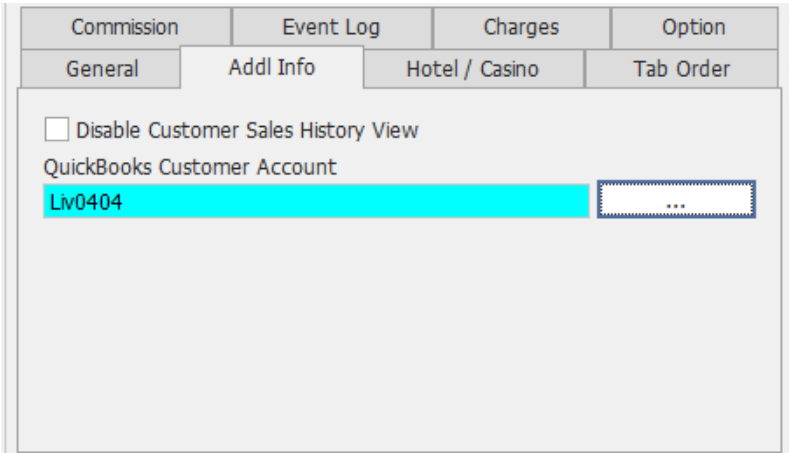 Commission Event Log Charges Option
General Addl Info Hotel / Casino Tab Order
Disable Customer Sales History View
QuickBooks Customer Account
Liv0404 ...